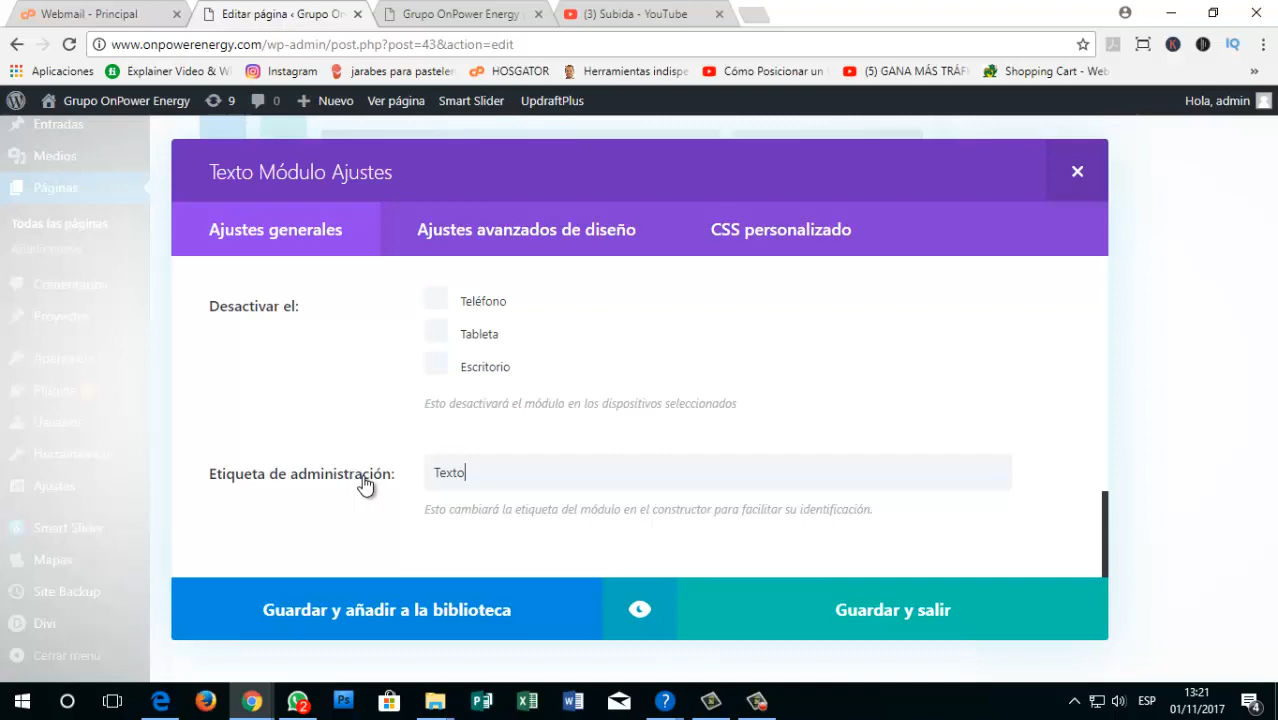 Webmail - Principal
Editar página ‹ Grupo On
Grupo OnPower Energy
(3) Subida - YouTube
www.onpowerenergy.com/wp-admin/post.php?post=43&action=edit
Aplicaciones
Explainer Video & W
Instagram
jarabes para pasteler
HOSGATOR
Herramientas indisp
Cómo Posicionar un
(5) GANA MÁS TRÁF
Shopping Cart - Web
»
Grupo OnPower Energy
9
0
Nuevo
Ver página
Smart Slider
UpdraftPlus
Hola, admin
Entradas
Medios
Páginas
Todas las páginas
Añadir nueva
Comentarios
Proyectos
Apariencia
Plugins
Usuarios
Herramientas
Ajustes
Smart Slider
Mapas
Site Backup
Divi
Cerrar menú
Texto Módulo Ajustes
Ajustes generales
Ajustes avanzados de diseño
CSS personalizado
Desactivar el:
Teléfono
Tableta
Escritorio
Esto desactivará el módulo en los dispositivos seleccionados
Etiqueta de administración:
Texto
Esto cambiará la etiqueta del módulo en el constructor para facilitar su identificación.
Guardar y añadir a la biblioteca
Guardar y salir
2
ESP
13:21
01/11/2017
4